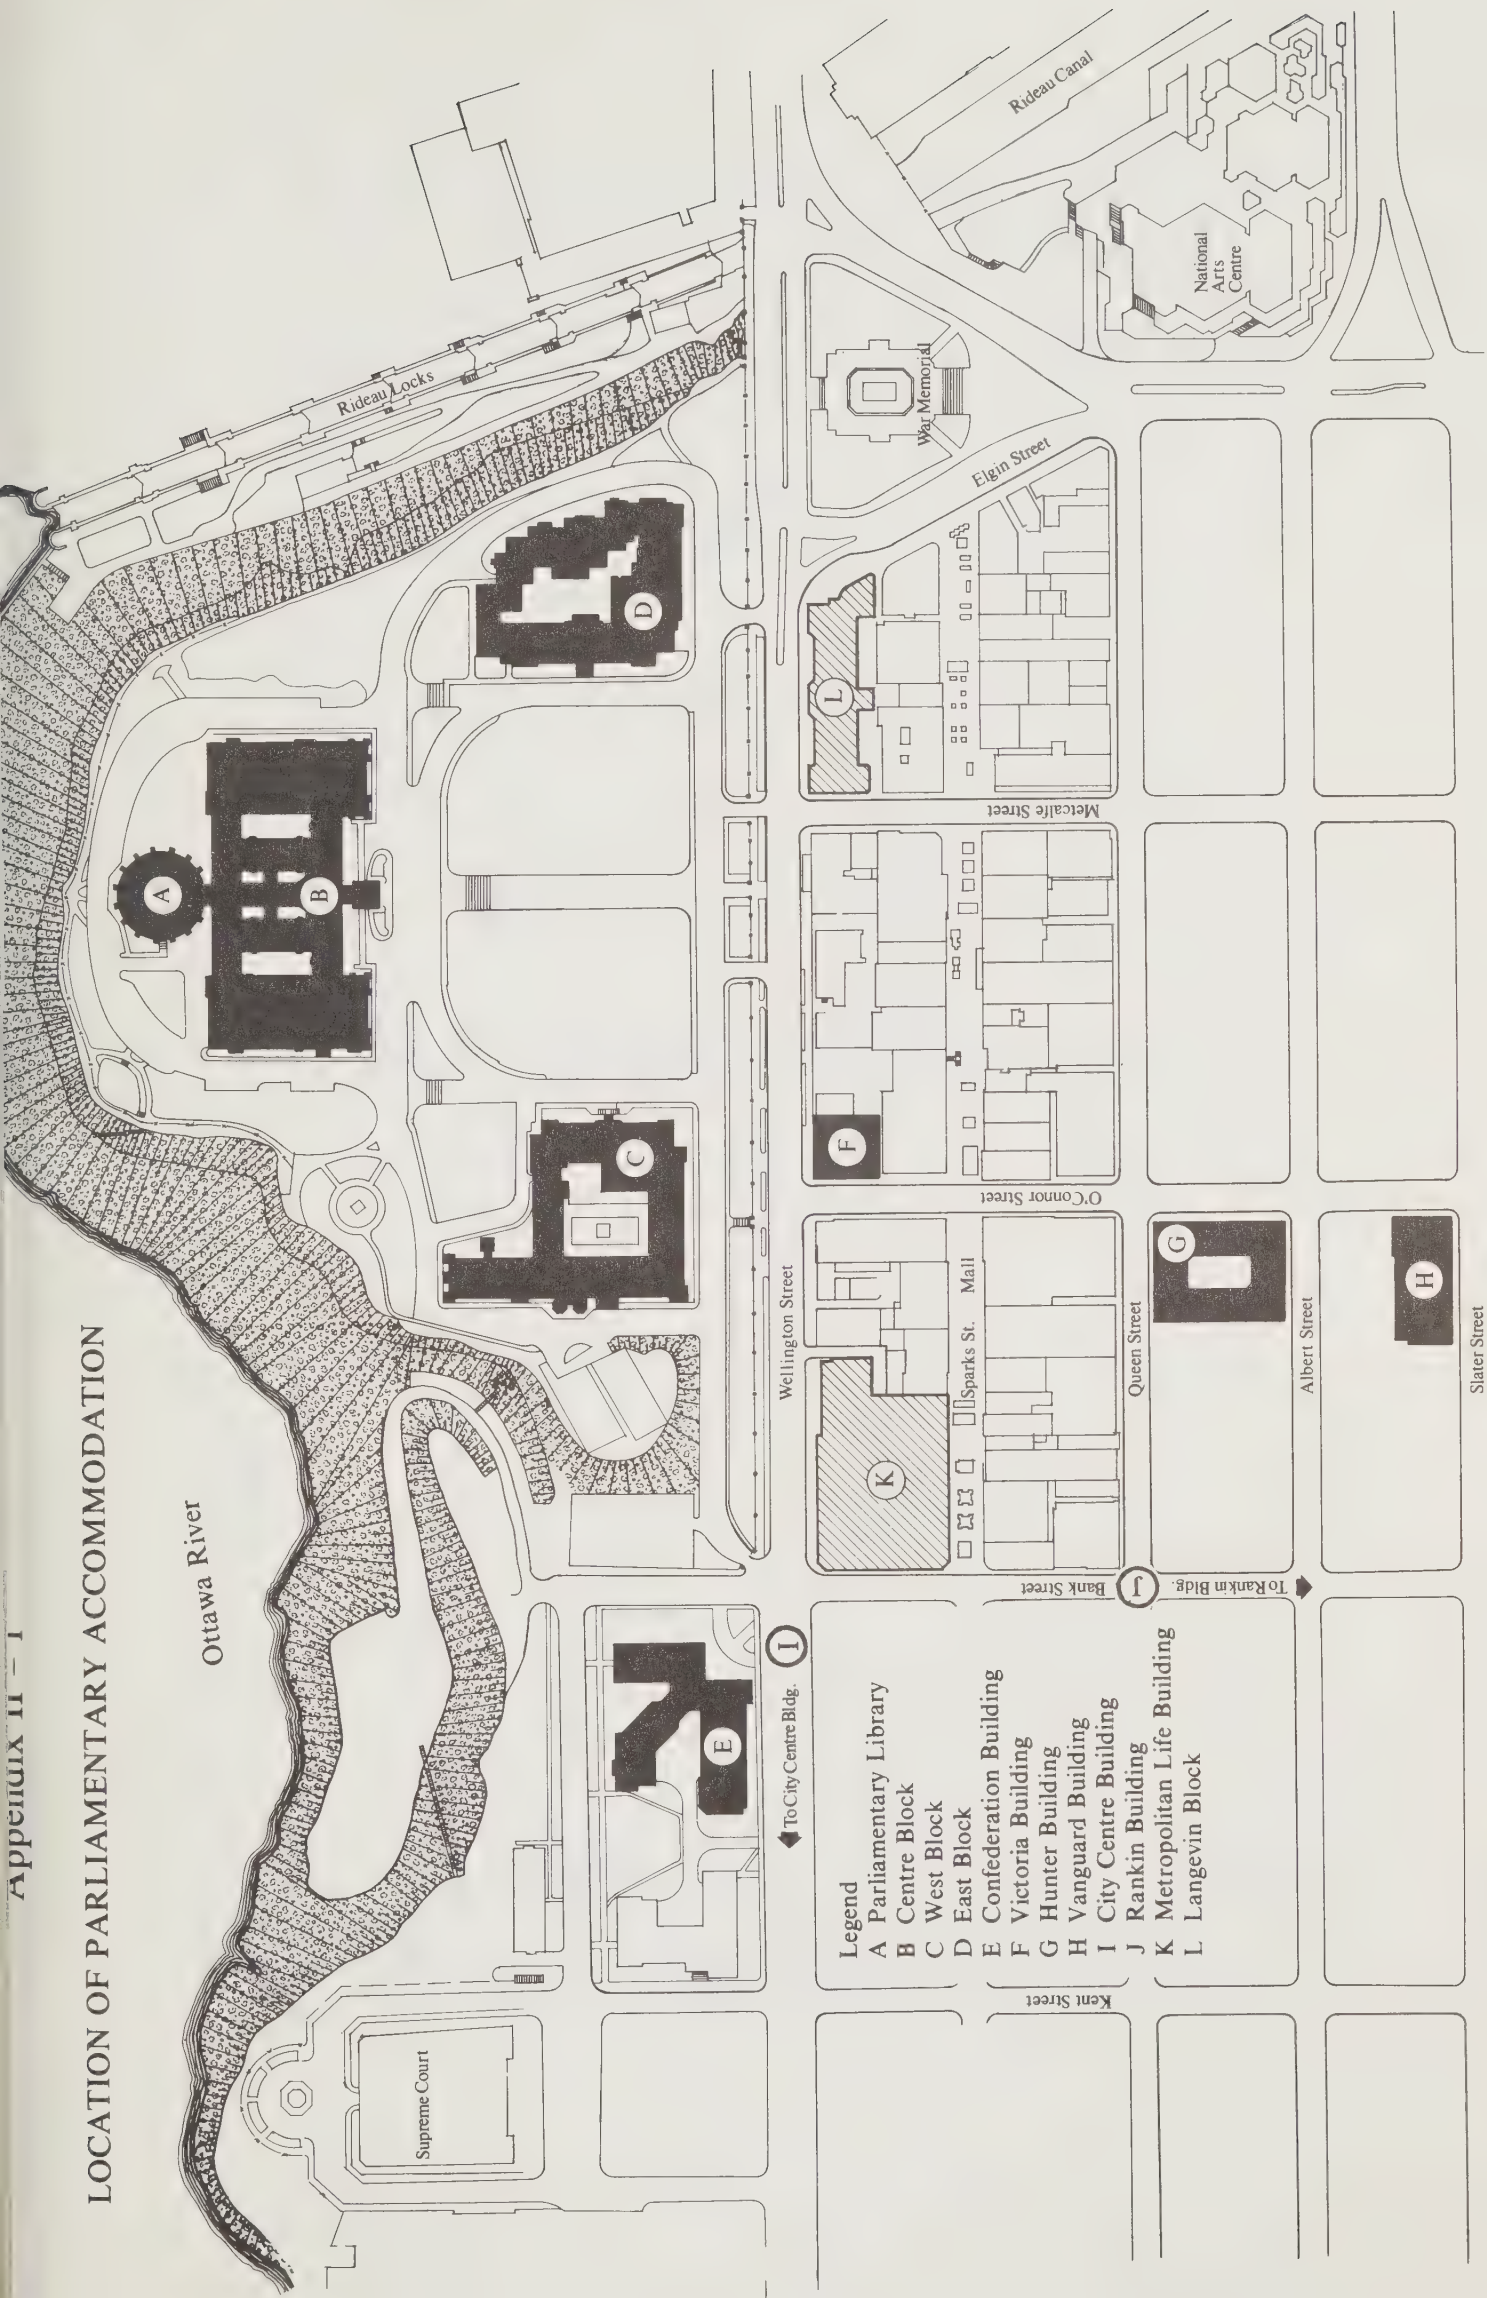 Appendix II - 1
LOCATION OF PARLIAMENTARY ACCOMMODATION
Ottawa River
Rideau Locks
Rideau Canal
National
Arts
Centre
War Memorial
Elgin Street
Supreme Court
A
B
C
D
E
F
G
H
I
J
K
L
Wellington Street
Sparks St. Mall
Queen Street
Albert Street
Slater Street
Metcalfe Street
O'Connor Street
Bank Street
Kent Street
To City Centre Bldg.
To Rankin Bldg.
Legend
A Parliamentary Library
B Centre Block
C West Block
D East Block
E Confederation Building
F Victoria Building
G Hunter Building
H Vanguard Building
I City Centre Building
J Rankin Building
K Metropolitan Life Building
L Langevin Block